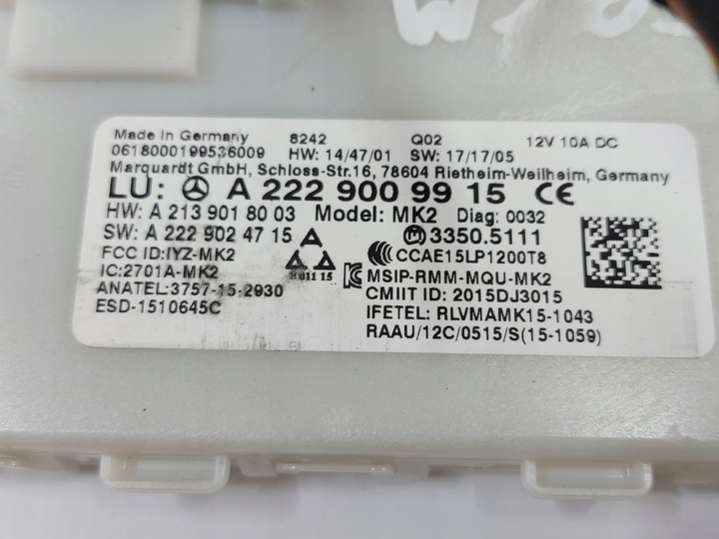 Made in Germany 8242 Q02 12V 10A DC
0618000199536009 HW: 14/47/01 SW: 17/17/05
Marquardt GmbH, Schloss-Str.16, 78604 Rietheim-Weilheim, Germany
LU: A 222 900 99 15 CE
HW: A 213 901 80 03 Model: MK2 Diag: 0032
SW: A 222 902 47 15 3350.5111
FCC ID:IYZ-MK2 CCAE15LP1200T8
IC:2701A-MK2 MSIP-RMM-MQU-MK2
ANATEL:3757-15-2930 CMIIT ID: 2015DJ3015
ESD-1510645C IFETEL: RLVMAMK15-1043
RAAU/12C/0515/S(15-1059)